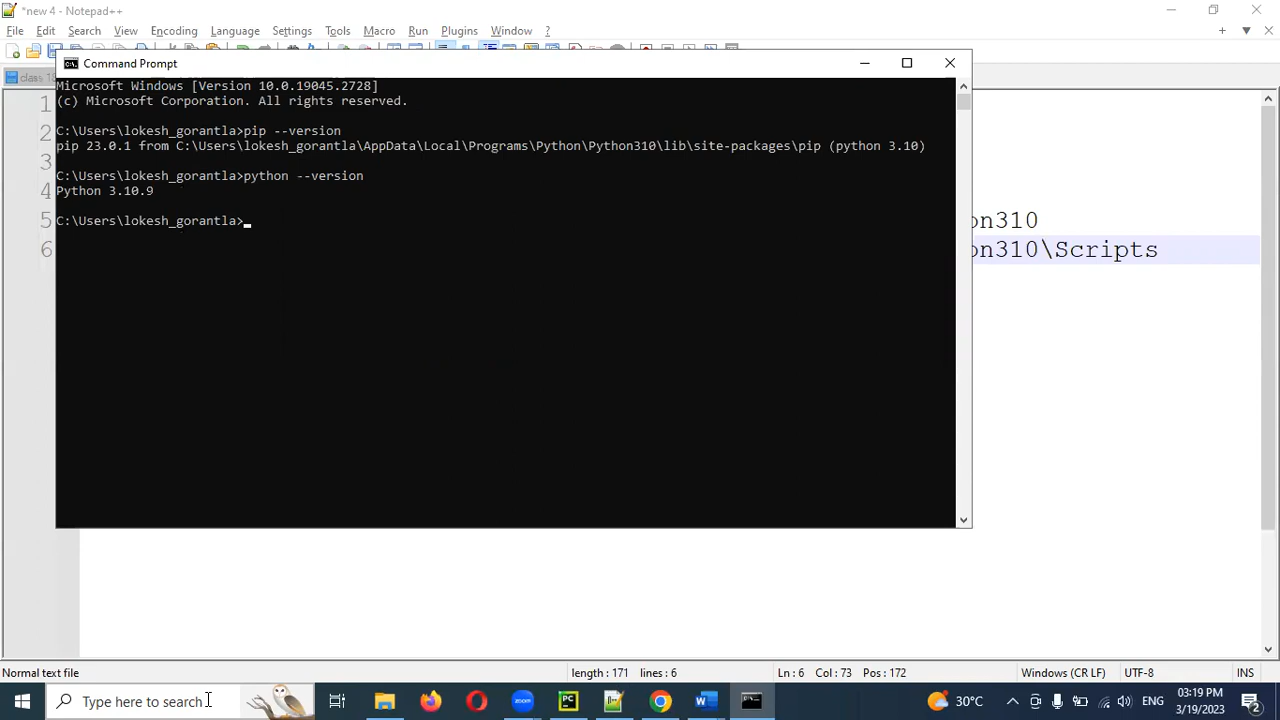 *new 4 - Notepad++
File Edit Search View Encoding Language Settings Tools Macro Run Plugins Window ?
Command Prompt
class 18
Microsoft Windows [Version 10.0.19045.2728]
(c) Microsoft Corporation. All rights reserved.
C:\Users\lokesh_gorantla>pip --version
pip 23.0.1 from C:\Users\lokesh_gorantla\AppData\Local\Programs\Python\Python310\lib\site-packages\pip (python 3.10)
C:\Users\lokesh_gorantla>python --version
Python 3.10.9
C:\Users\lokesh_gorantla>
1
2
3
4
5 on310
6 on310\Scripts
Normal text file length : 171 lines : 6 Ln : 6 Col : 73 Pos : 172 Windows (CR LF) UTF-8 INS
Type here to search zoom PC W 30°C ENG 03:19 PM
3/19/2023 2